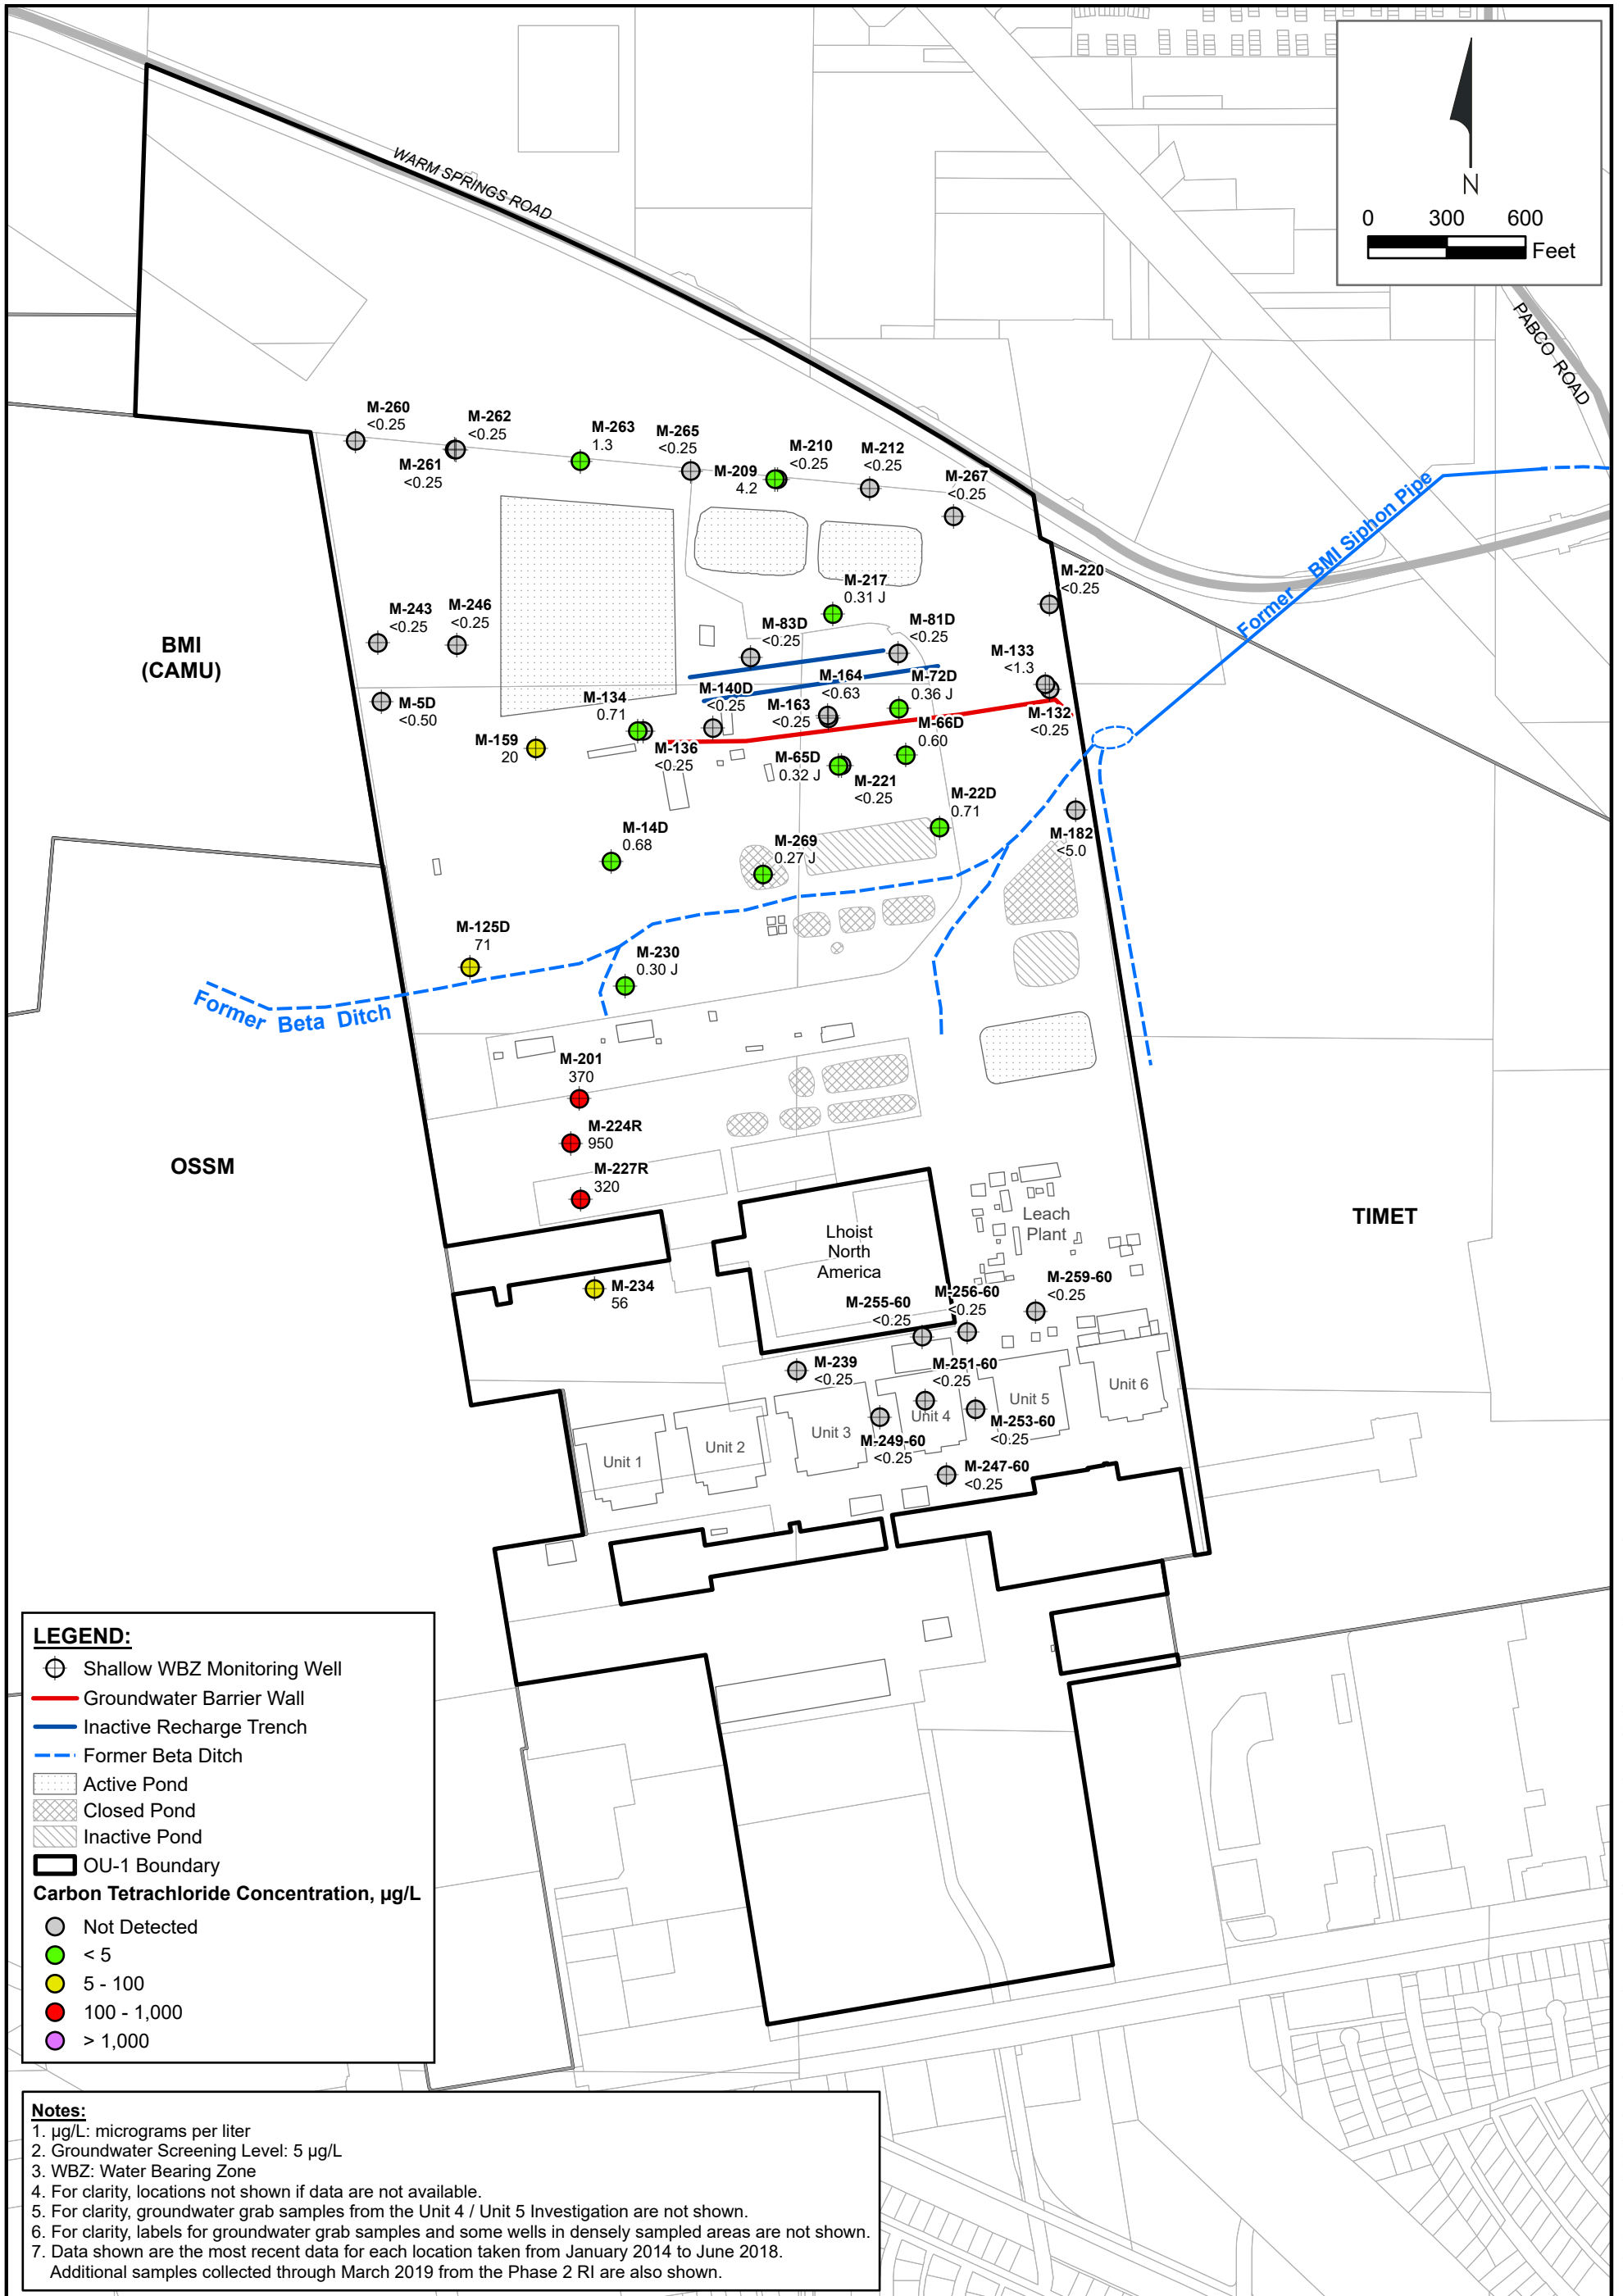 N
0 300 600
Feet
WARM SPRINGS ROAD
PABCO ROAD
M-260
<0.25
M-262
<0.25
M-261
<0.25
M-263
1.3
M-265
<0.25
M-209
4.2
M-210
<0.25
M-212
<0.25
M-267
<0.25
Former BMI Siphon Pipe
M-220
<0.25
M-217
0.31 J
M-243
<0.25
M-246
<0.25
M-83D
<0.25
M-81D
<0.25
BMI
(CAMU)
M-133
<1.3
M-5D
<0.50
M-134
0.71
M-140D
<0.25
M-164
<0.63
M-163
<0.25
M-72D
0.36 J
M-132
<0.25
M-159
20
M-136
<0.25
M-66D
0.60
M-65D
0.32 J
M-221
<0.25
M-22D
0.71
M-182
<5.0
M-14D
0.68
M-269
0.27 J
M-125D
71
M-230
0.30 J
Former Beta Ditch
M-201
370
M-224R
950
M-227R
320
OSSM
TIMET
Leach
Plant
Lhoist
North
America
M-234
56
M-255-60
<0.25
M-256-60
<0.25
M-259-60
<0.25
M-239
<0.25
M-251-60
<0.25
M-253-60
<0.25
M-249-60
<0.25
M-247-60
<0.25
Unit 1
Unit 2
Unit 3
Unit 4
Unit 5
Unit 6
LEGEND:
Shallow WBZ Monitoring Well
Groundwater Barrier Wall
Inactive Recharge Trench
Former Beta Ditch
Active Pond
Closed Pond
Inactive Pond
OU-1 Boundary
Carbon Tetrachloride Concentration, µg/L
Not Detected
< 5
5 - 100
100 - 1,000
> 1,000
Notes:
1. µg/L: micrograms per liter
2. Groundwater Screening Level: 5 µg/L
3. WBZ: Water Bearing Zone
4. For clarity, locations not shown if data are not available.
5. For clarity, groundwater grab samples from the Unit 4 / Unit 5 Investigation are not shown.
6. For clarity, labels for groundwater grab samples and some wells in densely sampled areas are not shown.
7. Data shown are the most recent data for each location taken from January 2014 to June 2018.
Additional samples collected through March 2019 from the Phase 2 RI are also shown.